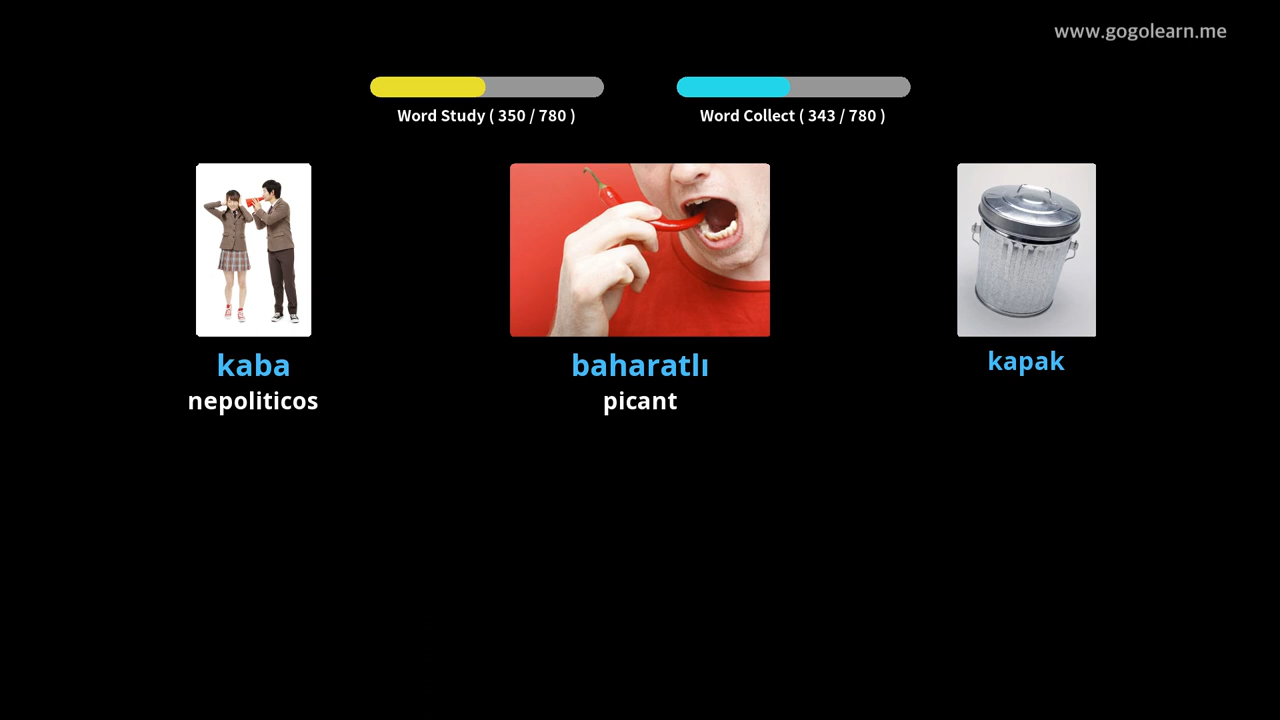 www.gogolearn.me
Word Study ( 350 / 780 )
Word Collect ( 343 / 780 )
kaba
nepoliticos
baharatlı
picant
kapak